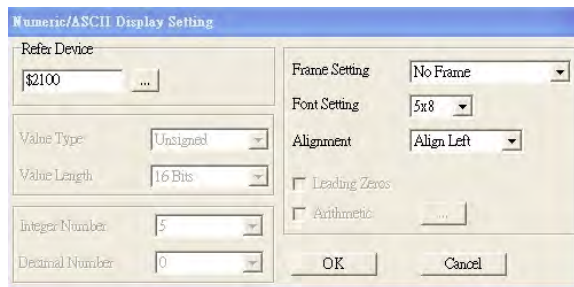 Numeric/ASCII Display Setting
Refer Device
$2100
...
Value Type
Unsigned
Value Length
16 Bits
Integer Number
5
Decimal Number
0
Frame Setting
No Frame
Font Setting
5x8
Alignment
Align Left
Leading Zeros
Arithmetic
...
OK
Cancel